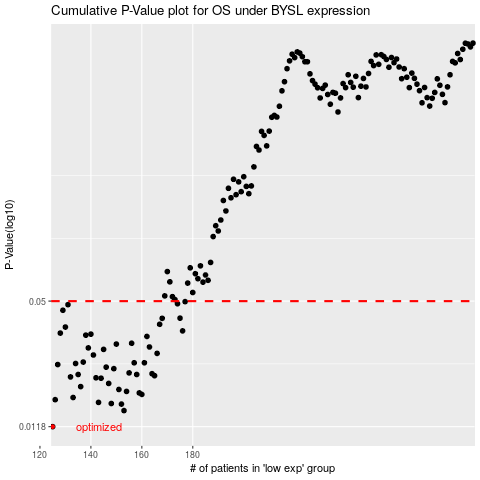 Cumulative P-Value plot for OS under BYSL expression
P-Value(log10)
0.05
0.0118
optimized
120 140 160 180
# of patients in 'low exp' group